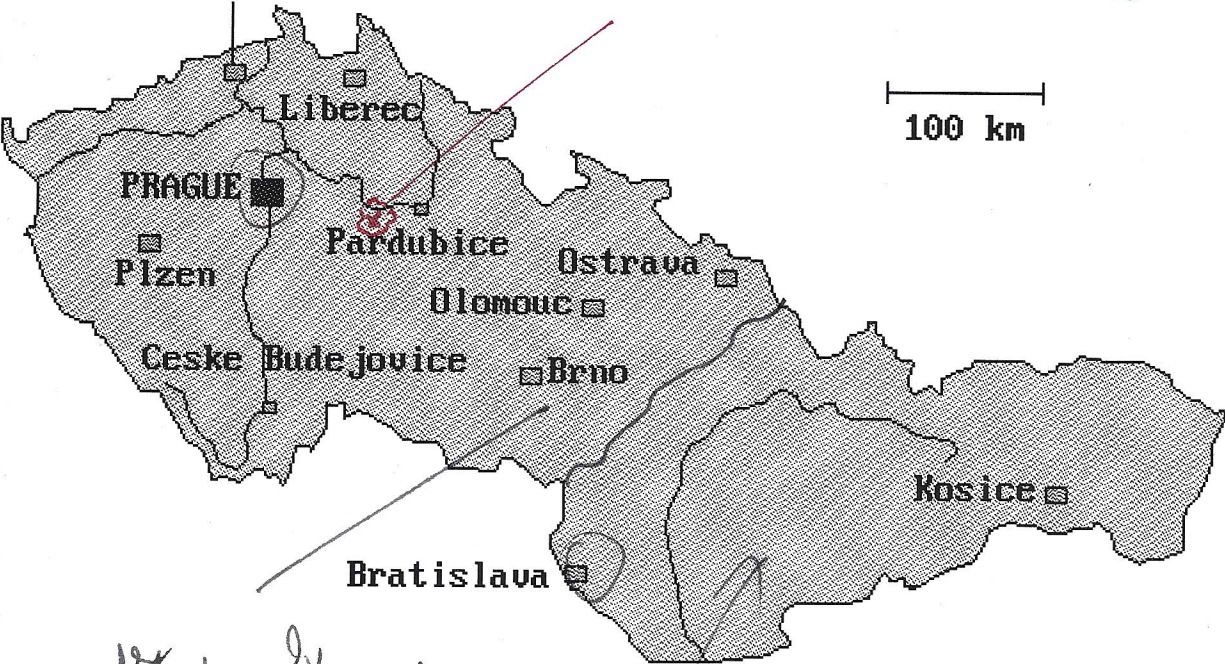 Liberec
100 km
PRAGUE
Pardubice
Plzen
Ostrava
Olomouc
Ceske Budejovice
Brno
Kosice
Bratislava